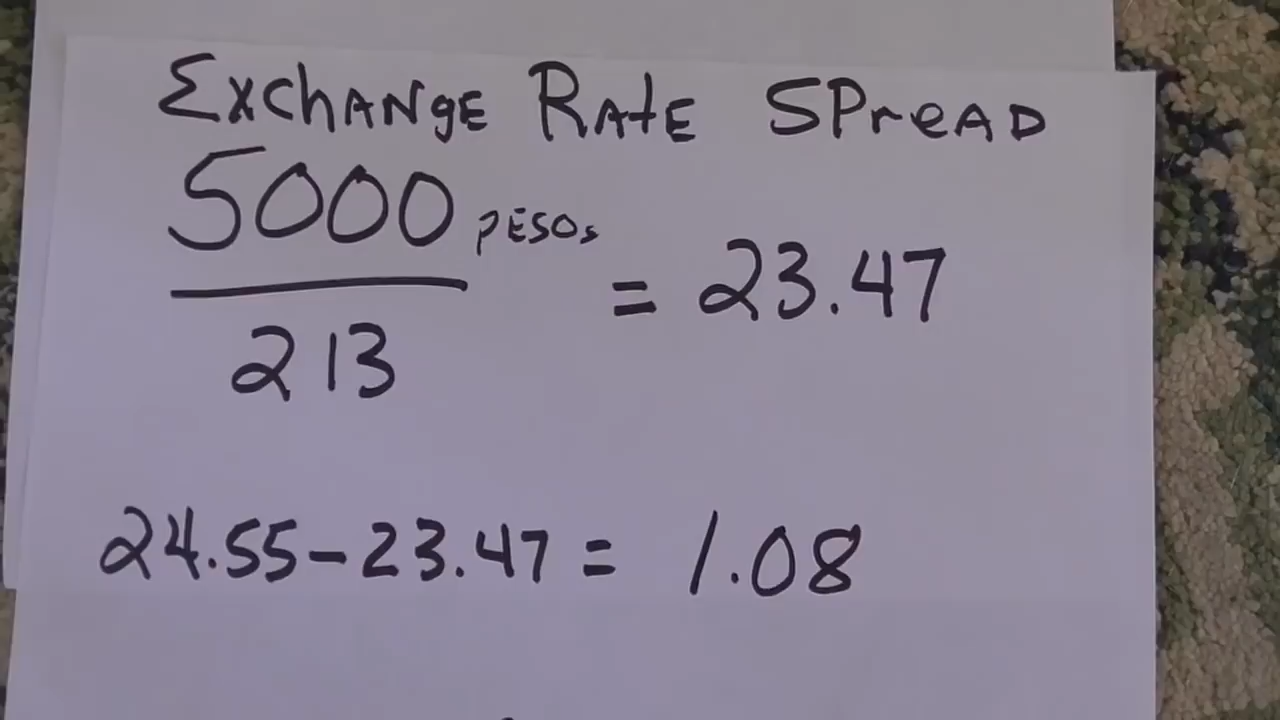 Exchange Rate Spread
5000 pesos
= 23.47
213
24.55-23.47 = 1.08